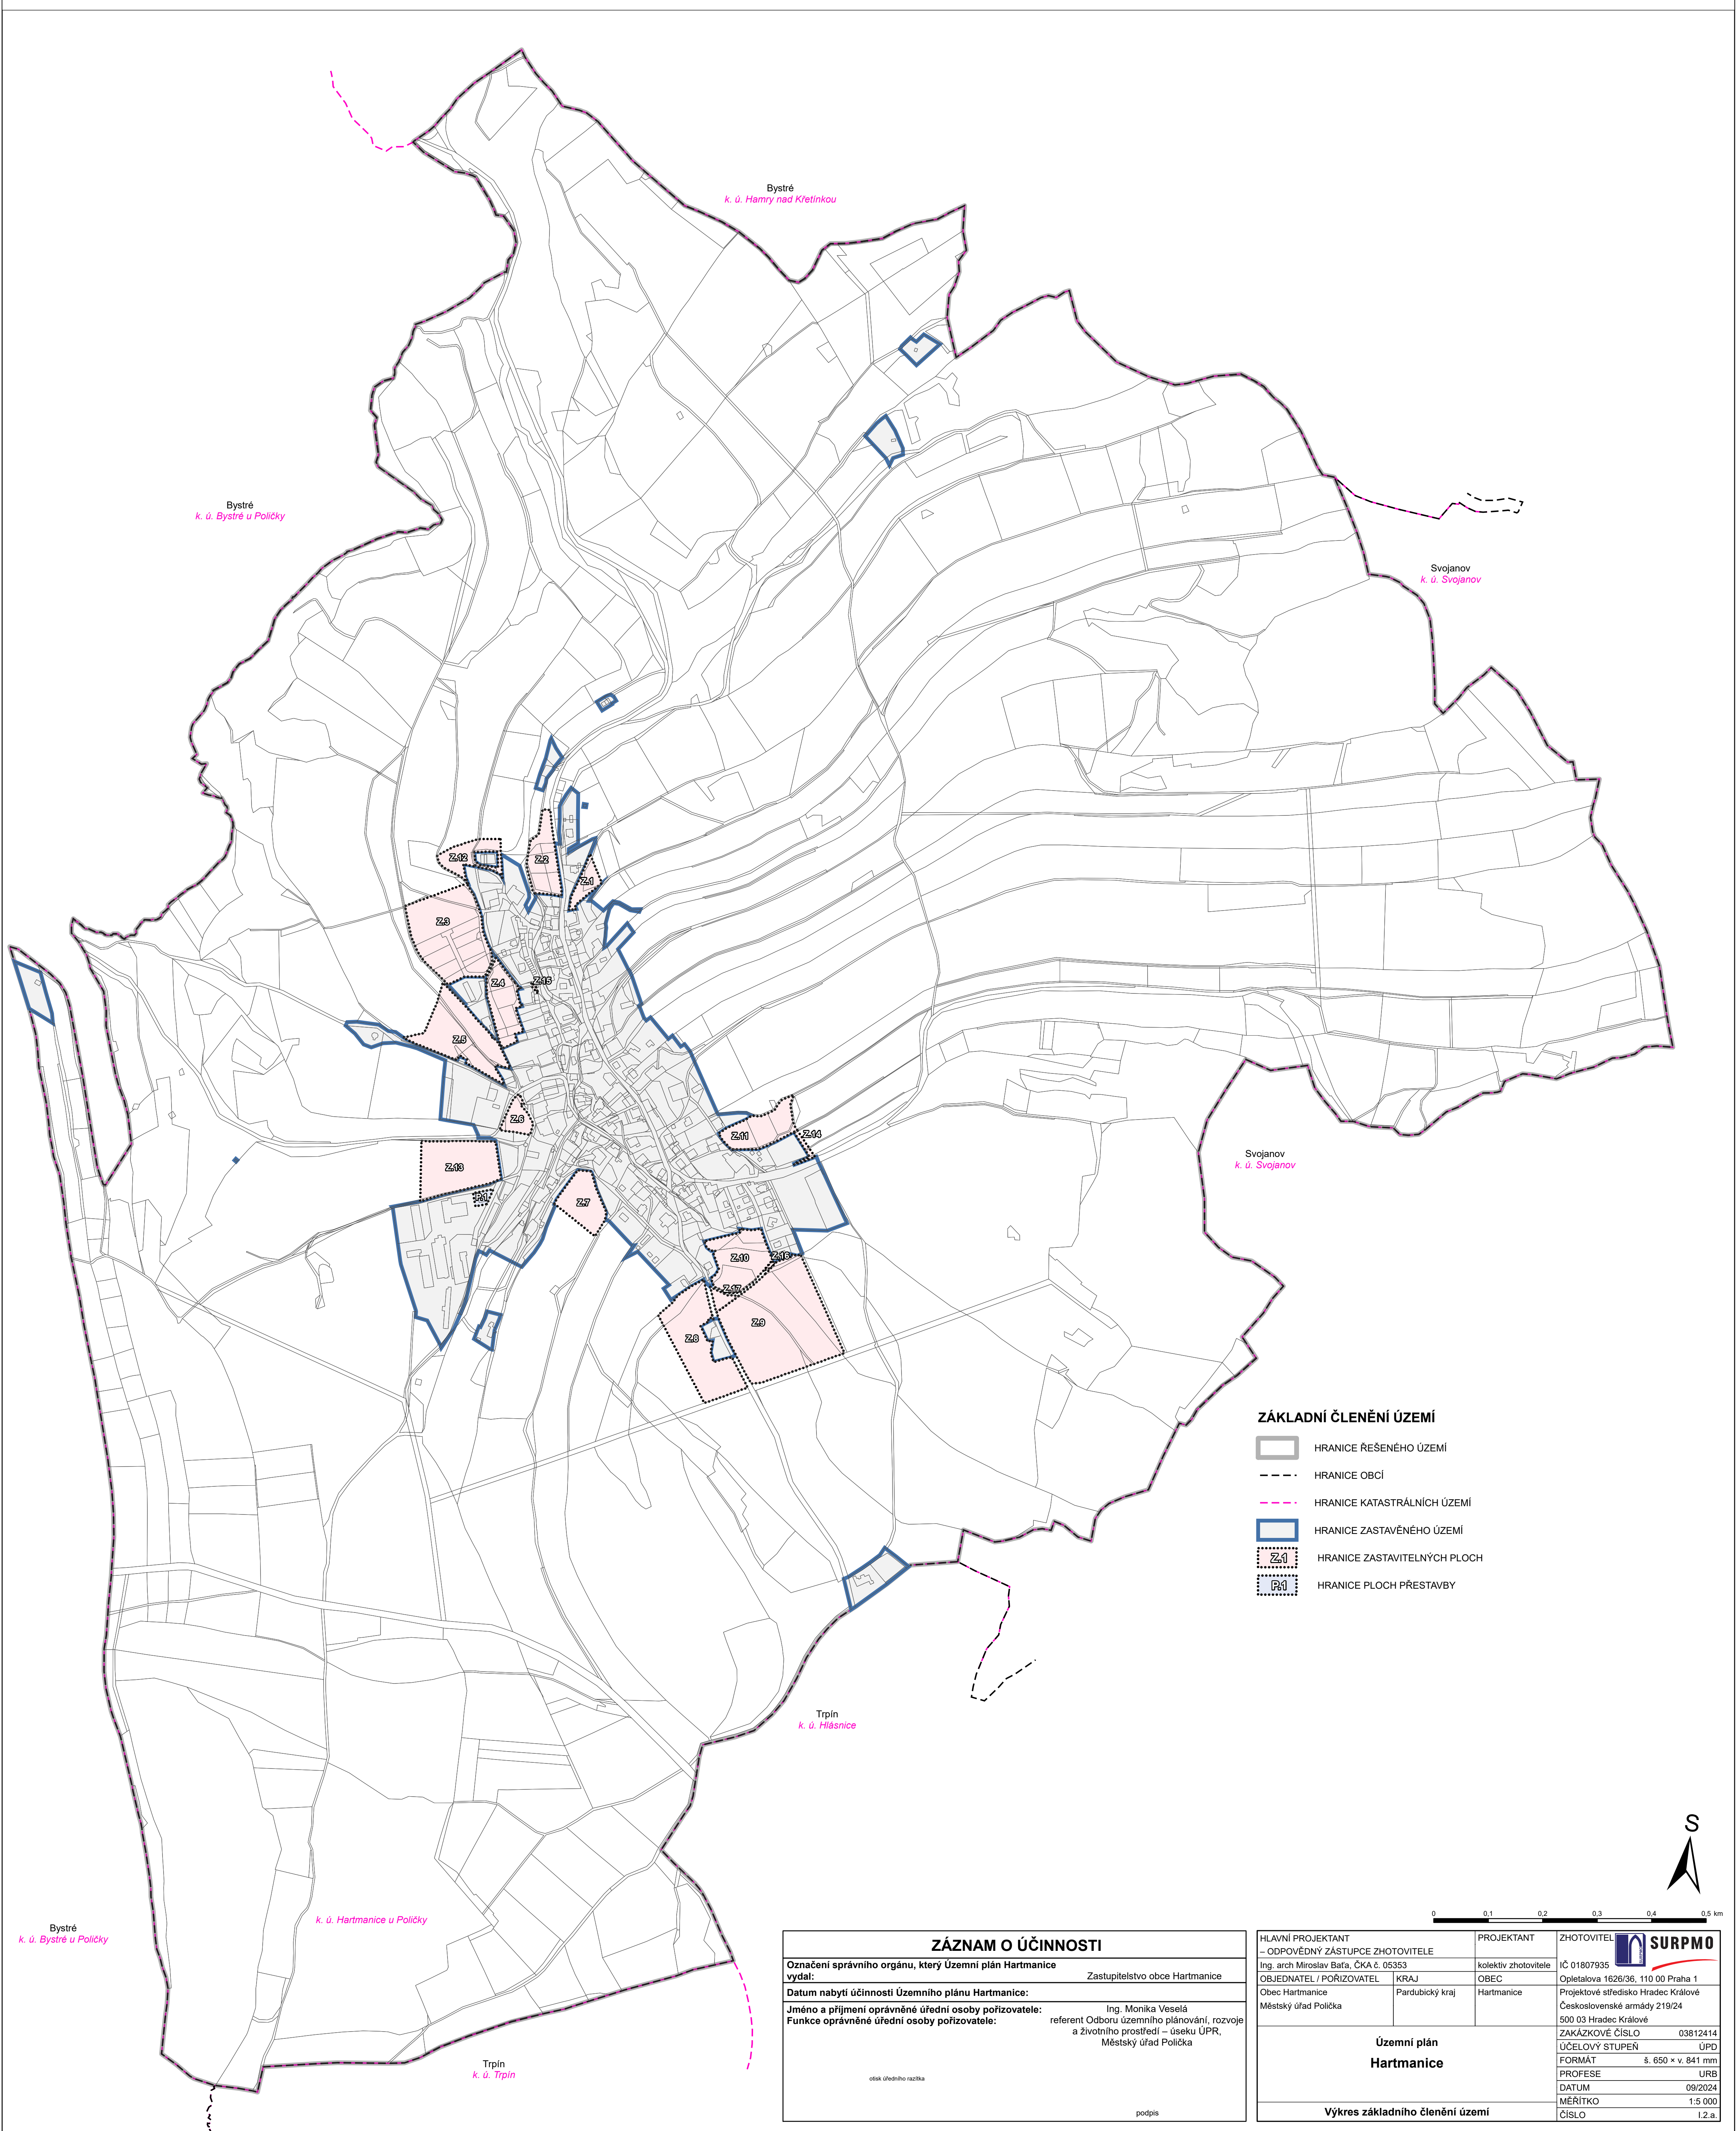 Bystré
k. ú. Hamry nad Křetínkou
Bystré
k. ú. Bystré u Poličky
Svojanov
k. ú. Svojanov
Z.12
Z.2
Z.1
Z.3
Z.4
Z.15
Z.5
Z.6
Z.11
Z.14
Z.13
P.1
Z.7
Z.10
Z.16
Z.17
Z.9
Z.8
Svojanov
k. ú. Svojanov
ZÁKLADNÍ ČLENĚNÍ ÚZEMÍ
HRANICE ŘEŠENÉHO ÚZEMÍ
HRANICE OBCÍ
HRANICE KATASTRÁLNÍCH ÚZEMÍ
HRANICE ZASTAVĚNÉHO ÚZEMÍ
Z.1 HRANICE ZASTAVITELNÝCH PLOCH
P.1 HRANICE PLOCH PŘESTAVBY
Trpín
k. ú. Hlásnice
k. ú. Hartmanice u Poličky
Bystré
k. ú. Bystré u Poličky
Trpín
k. ú. Trpín
S
0 0,1 0,2 0,3 0,4 0,5 km
ZÁZNAM O ÚČINNOSTI
Označení správního orgánu, který Územní plán Hartmanice
vydal: Zastupitelstvo obce Hartmanice
Datum nabytí účinnosti Územního plánu Hartmanice:
Jméno a příjmení oprávněné úřední osoby pořizovatele: Ing. Monika Veselá
Funkce oprávněné úřední osoby pořizovatele: referent Odboru územního plánování, rozvoje
a životního prostředí – úseku ÚPR,
Městský úřad Polička
otisk úředního razítka
podpis
HLAVNÍ PROJEKTANT PROJEKTANT ZHOTOVITEL SURPMO
– ODPOVĚDNÝ ZÁSTUPCE ZHOTOVITELE
Ing. arch Miroslav Baťa, ČKA č. 05353 kolektiv zhotovitele IČ 01807935
OBJEDNATEL / POŘIZOVATEL KRAJ OBEC Opletalova 1626/36, 110 00 Praha 1
Obec Hartmanice Pardubický kraj Hartmanice Projektové středisko Hradec Králové
Městský úřad Polička Československé armády 219/24
500 03 Hradec Králové
ZAKÁZKOVÉ ČÍSLO 03812414
Územní plán
ÚČELOVÝ STUPEŇ ÚPD
Hartmanice
FORMÁT š. 650 × v. 841 mm
PROFESE URB
DATUM 09/2024
MĚŘÍTKO 1:5 000
Výkres základního členění území
ČÍSLO I.2.a.